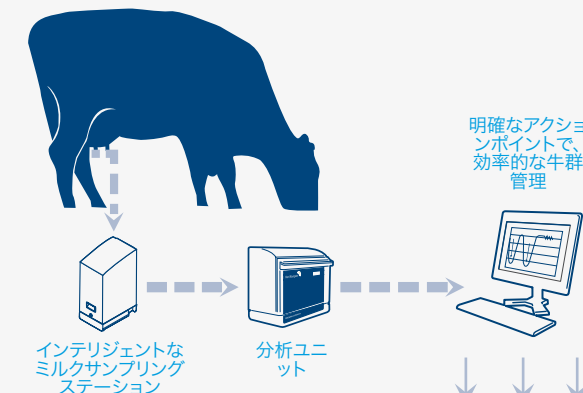 明確なアクショ
ンポイントで、
効率的な牛群
管理
インテリジェントな
ミルクサンプリング
ステーション
分析ユニ
ット